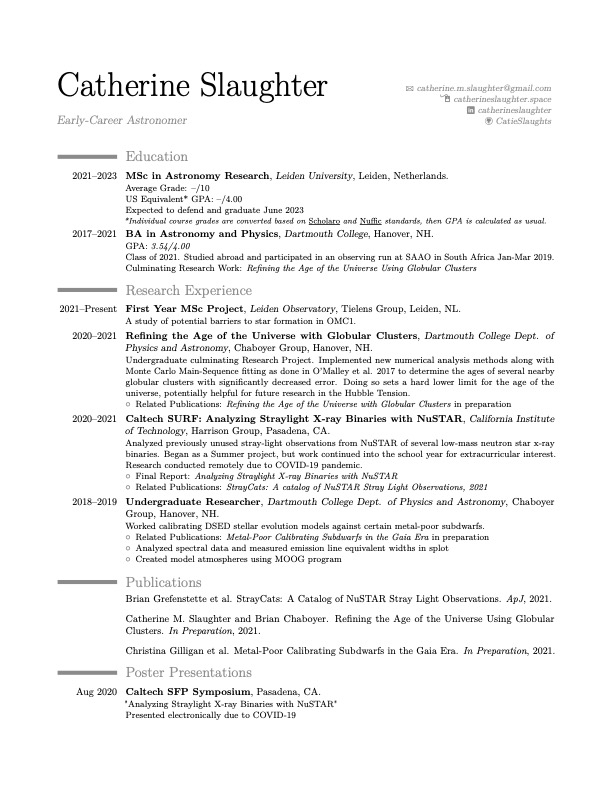 Catherine Slaughter
Early-Career Astronomer
catherine.m.slaughter@gmail.com
catherineslaughter.space
catherineslaughter
CatieSlaughts
Education
2021–2023 MSc in Astronomy Research, Leiden University, Leiden, Netherlands.
Average Grade: –/10
US Equivalent* GPA: –/4.00
Expected to defend and graduate June 2023
*Individual course grades are converted based on Scholaro and Nuffic standards, then GPA is calculated as usual.
2017–2021 BA in Astronomy and Physics, Dartmouth College, Hanover, NH.
GPA: 3.54/4.00
Class of 2021. Studied abroad and participated in an observing run at SAAO in South Africa Jan-Mar 2019.
Culminating Research Work: Refining the Age of the Universe Using Globular Clusters
Research Experience
2021–Present First Year MSc Project, Leiden Observatory, Tielens Group, Leiden, NL.
A study of potential barriers to star formation in OMC1.
2020–2021 Refining the Age of the Universe with Globular Clusters, Dartmouth College Dept. of
Physics and Astronomy, Chaboyer Group, Hanover, NH.
Undergraduate culminating Research Project. Implemented new numerical analysis methods along with
Monte Carlo Main-Sequence fitting as done in O'Malley et al. 2017 to determine the ages of several nearby
globular clusters with significantly decreased error. Doing so sets a hard lower limit for the age of the
universe, potentially helpful for future research in the Hubble Tension.
○ Related Publications: Refining the Age of the Universe with Globular Clusters in preparation
2020–2021 Caltech SURF: Analyzing Straylight X-ray Binaries with NuSTAR, California Institute
of Technology, Harrison Group, Pasadena, CA.
Analyzed previously unused stray-light observations from NuSTAR of several low-mass neutron star x-ray
binaries. Began as a Summer project, but work continued into the school year for extracurricular interest.
Research conducted remotely due to COVID-19 pandemic.
○ Final Report: Analyzing Straylight X-ray Binaries with NuSTAR
○ Related Publications: StrayCats: A catalog of NuSTAR Stray Light Observations, 2021
2018–2019 Undergraduate Researcher, Dartmouth College Dept. of Physics and Astronomy, Chaboyer
Group, Hanover, NH.
Worked calibrating DSED stellar evolution models against certain metal-poor subdwarfs.
○ Related Publications: Metal-Poor Calibrating Subdwarfs in the Gaia Era in preparation
○ Analyzed spectral data and measured emission line equivalent widths in splot
○ Created model atmospheres using MOOG program
Publications
Brian Grefenstette et al. StrayCats: A Catalog of NuSTAR Stray Light Observations. ApJ, 2021.
Catherine M. Slaughter and Brian Chaboyer. Refining the Age of the Universe Using Globular
Clusters. In Preparation, 2021.
Christina Gilligan et al. Metal-Poor Calibrating Subdwarfs in the Gaia Era. In Preparation, 2021.
Poster Presentations
Aug 2020 Caltech SFP Symposium, Pasadena, CA.
"Analyzing Straylight X-ray Binaries with NuSTAR"
Presented electronically due to COVID-19